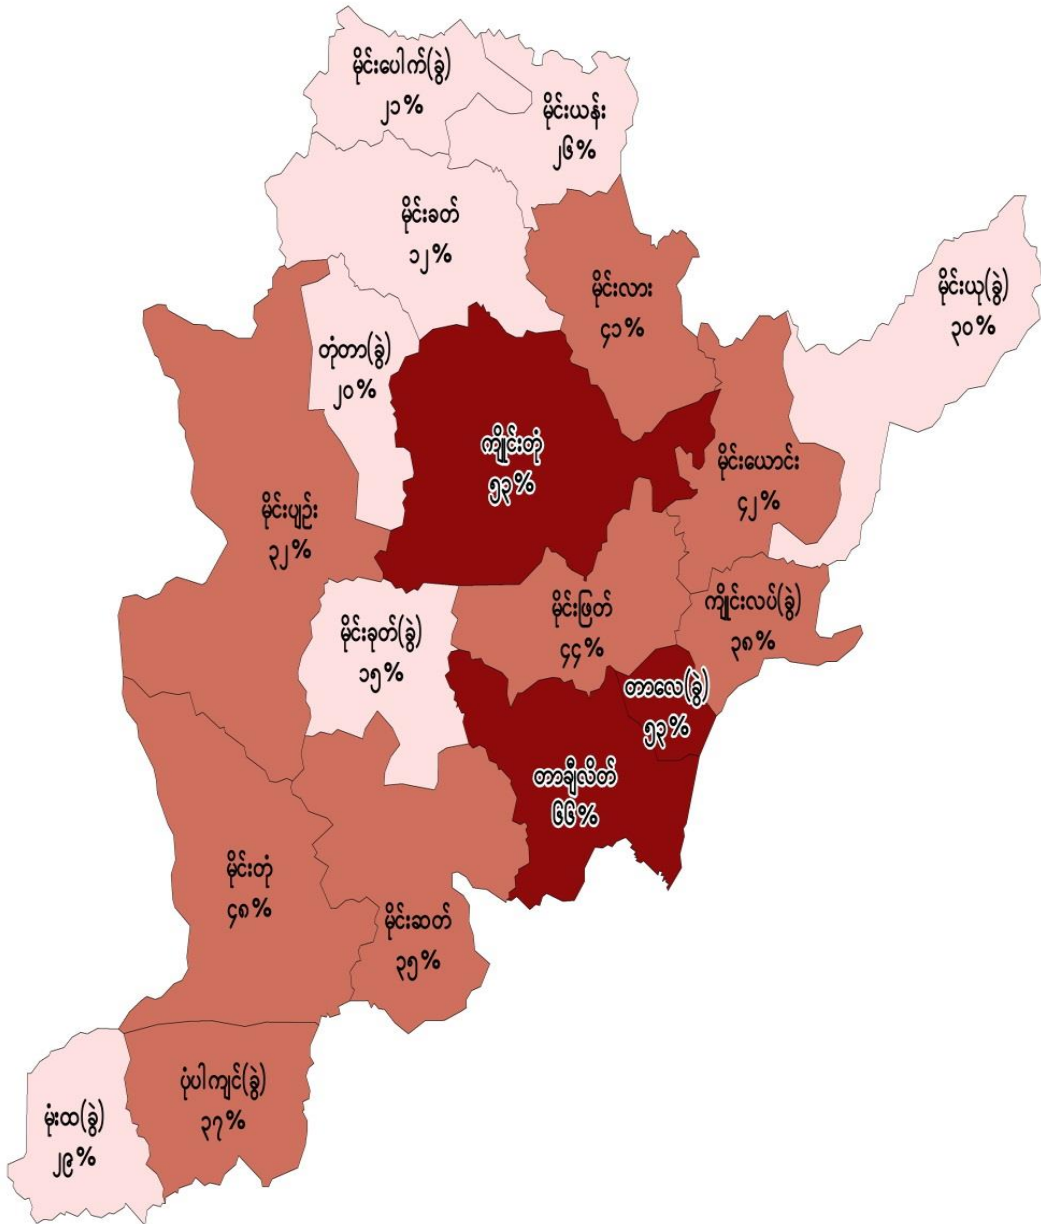 မိုင်းပေါက်(ခွဲ)
၂၁%
မိုင်းယန်း
၂၆%
မိုင်းခတ်
၁၂%
မိုင်းလား
၄၁%
မိုင်းယု(ခွဲ)
၃၀%
တုံတာ(ခွဲ)
၂၀%
ကျိုင်းတုံ
၅၃%
မိုင်းယောင်း
၄၂%
မိုင်းပျဉ်း
၃၂%
မိုင်းဖြတ်
၄၄%
ကျိုင်းလပ်(ခွဲ)
၃၈%
မိုင်းခုတ်(ခွဲ)
၁၅%
တာလေ(ခွဲ)
၅၃%
တာချီလိတ်
၆၆%
မိုင်းတုံ
၄၈%
မိုင်းဆတ်
၃၅%
ပုံပါကျင်(ခွဲ)
၃၇%
မုံးထ(ခွဲ)
၂၉%